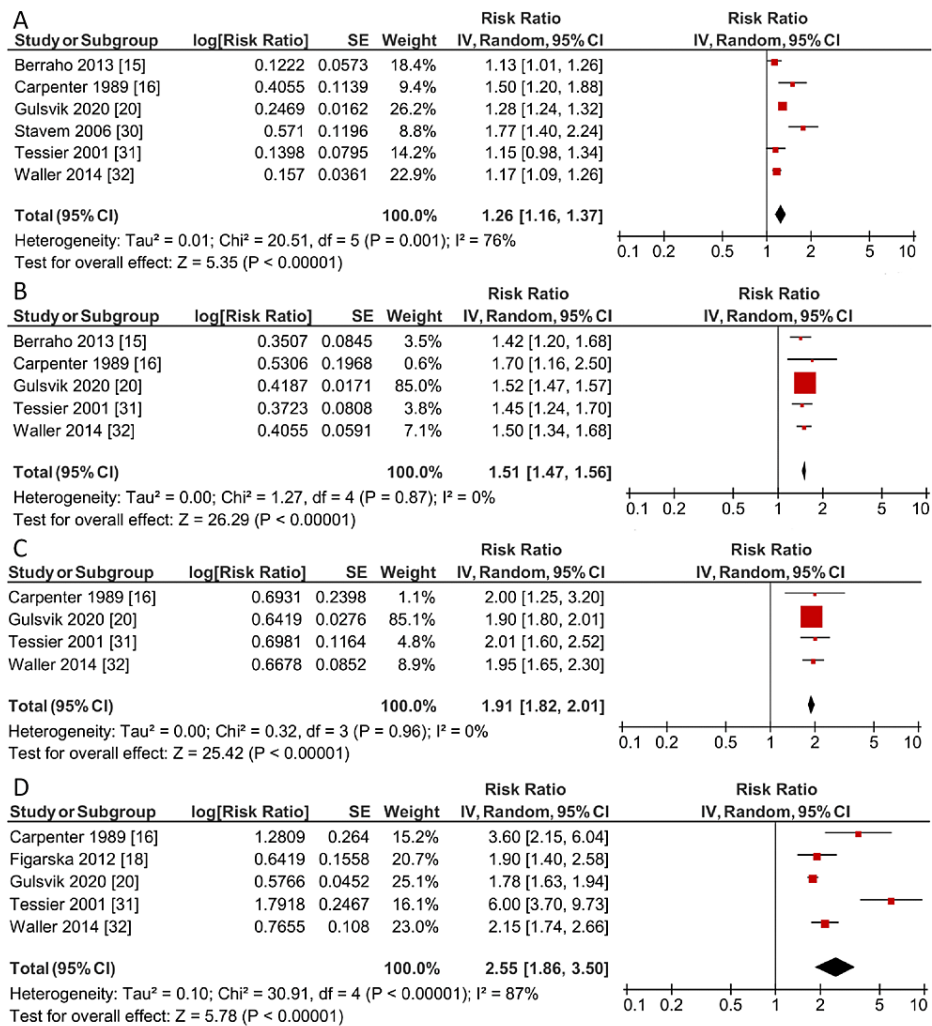 A
Risk Ratio Risk Ratio
Study or Subgroup log[Risk Ratio] SE Weight IV, Random, 95% CI IV, Random, 95% CI
Berraho 2013 [15] 0.1222 0.0573 18.4% 1.13 [1.01, 1.26]
Carpenter 1989 [16] 0.4055 0.1139 9.4% 1.50 [1.20, 1.88]
Gulsvik 2020 [20] 0.2469 0.0162 26.2% 1.28 [1.24, 1.32]
Stavem 2006 [30] 0.571 0.1196 8.8% 1.77 [1.40, 2.24]
Tessier 2001 [31] 0.1398 0.0795 14.2% 1.15 [0.98, 1.34]
Waller 2014 [32] 0.157 0.0361 22.9% 1.17 [1.09, 1.26]
Total (95% CI) 100.0% 1.26 [1.16, 1.37]
Heterogeneity: Tau² = 0.01; Chi² = 20.51, df = 5 (P = 0.001); I² = 76%
Test for overall effect: Z = 5.35 (P < 0.00001)
0.1 0.2 0.5 1 2 5 10
B
Risk Ratio Risk Ratio
Study or Subgroup log[Risk Ratio] SE Weight IV, Random, 95% CI IV, Random, 95% CI
Berraho 2013 [15] 0.3507 0.0845 3.5% 1.42 [1.20, 1.68]
Carpenter 1989 [16] 0.5306 0.1968 0.6% 1.70 [1.16, 2.50]
Gulsvik 2020 [20] 0.4187 0.0171 85.0% 1.52 [1.47, 1.57]
Tessier 2001 [31] 0.3723 0.0808 3.8% 1.45 [1.24, 1.70]
Waller 2014 [32] 0.4055 0.0591 7.1% 1.50 [1.34, 1.68]
Total (95% CI) 100.0% 1.51 [1.47, 1.56]
Heterogeneity: Tau² = 0.00; Chi² = 1.27, df = 4 (P = 0.87); I² = 0%
Test for overall effect: Z = 26.29 (P < 0.00001)
0.1 0.2 0.5 1 2 5 10
C
Risk Ratio Risk Ratio
Study or Subgroup log[Risk Ratio] SE Weight IV, Random, 95% CI IV, Random, 95% CI
Carpenter 1989 [16] 0.6931 0.2398 1.1% 2.00 [1.25, 3.20]
Gulsvik 2020 [20] 0.6419 0.0276 85.1% 1.90 [1.80, 2.01]
Tessier 2001 [31] 0.6981 0.1164 4.8% 2.01 [1.60, 2.52]
Waller 2014 [32] 0.6678 0.0852 8.9% 1.95 [1.65, 2.30]
Total (95% CI) 100.0% 1.91 [1.82, 2.01]
Heterogeneity: Tau² = 0.00; Chi² = 0.32, df = 3 (P = 0.96); I² = 0%
Test for overall effect: Z = 25.42 (P < 0.00001)
0.1 0.2 0.5 1 2 5 10
D
Risk Ratio Risk Ratio
Study or Subgroup log[Risk Ratio] SE Weight IV, Random, 95% CI IV, Random, 95% CI
Carpenter 1989 [16] 1.2809 0.264 15.2% 3.60 [2.15, 6.04]
Figarska 2012 [18] 0.6419 0.1558 20.7% 1.90 [1.40, 2.58]
Gulsvik 2020 [20] 0.5766 0.0452 25.1% 1.78 [1.63, 1.94]
Tessier 2001 [31] 1.7918 0.2467 16.1% 6.00 [3.70, 9.73]
Waller 2014 [32] 0.7655 0.108 23.0% 2.15 [1.74, 2.66]
Total (95% CI) 100.0% 2.55 [1.86, 3.50]
Heterogeneity: Tau² = 0.10; Chi² = 30.91, df = 4 (P < 0.00001); I² = 87%
Test for overall effect: Z = 5.78 (P < 0.00001)
0.1 0.2 0.5 1 2 5 10